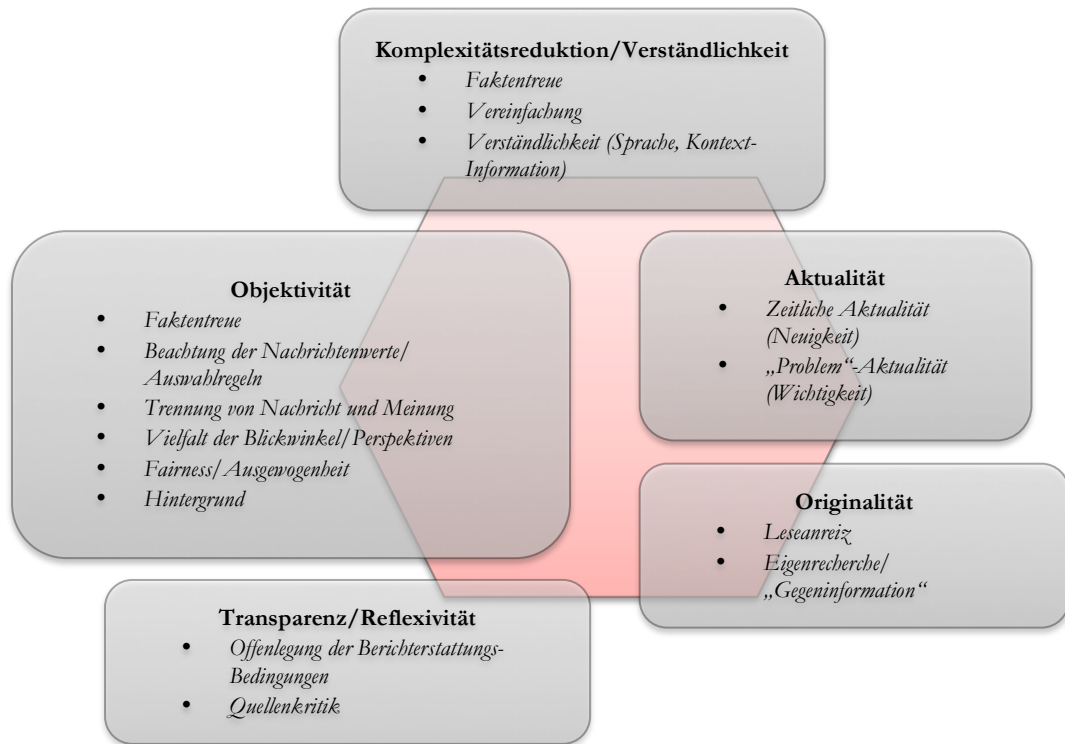 Komplexitätsreduktion/Verständlichkeit
• Faktentreue
• Vereinfachung
• Verständlichkeit (Sprache, Kontext-
Information)
Objektivität
• Faktentreue
• Beachtung der Nachrichtenwerte/
Auswahlregeln
• Trennung von Nachricht und Meinung
• Vielfalt der Blickwinkel/Perspektiven
• Fairness/Ausgewogenheit
• Hintergrund
Aktualität
• Zeitliche Aktualität
(Neuigkeit)
• „Problem“-Aktualität
(Wichtigkeit)
Originalität
• Leseanreiz
• Eigenrecherche/
„Gegeninformation“
Transparenz/Reflexivität
• Offenlegung der Berichterstattungs-
Bedingungen
• Quellenkritik